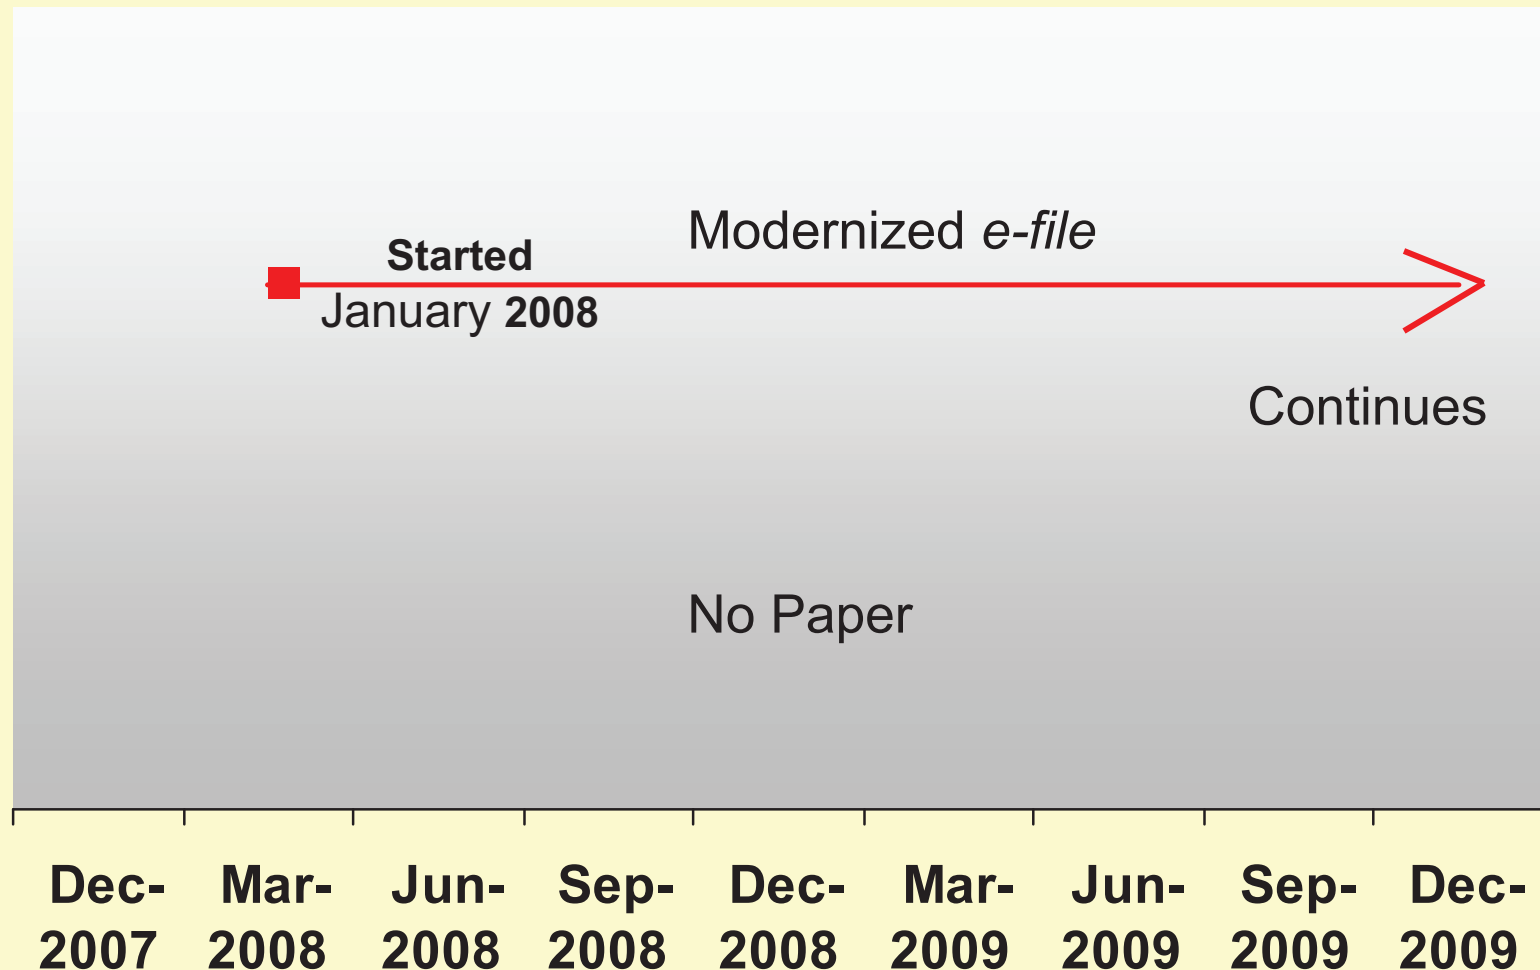 Modernized e-file
Started
January 2008
Continues
No Paper
Dec- Mar- Jun- Sep- Dec- Mar- Jun- Sep- Dec-
2007 2008 2008 2008 2008 2009 2009 2009 2009